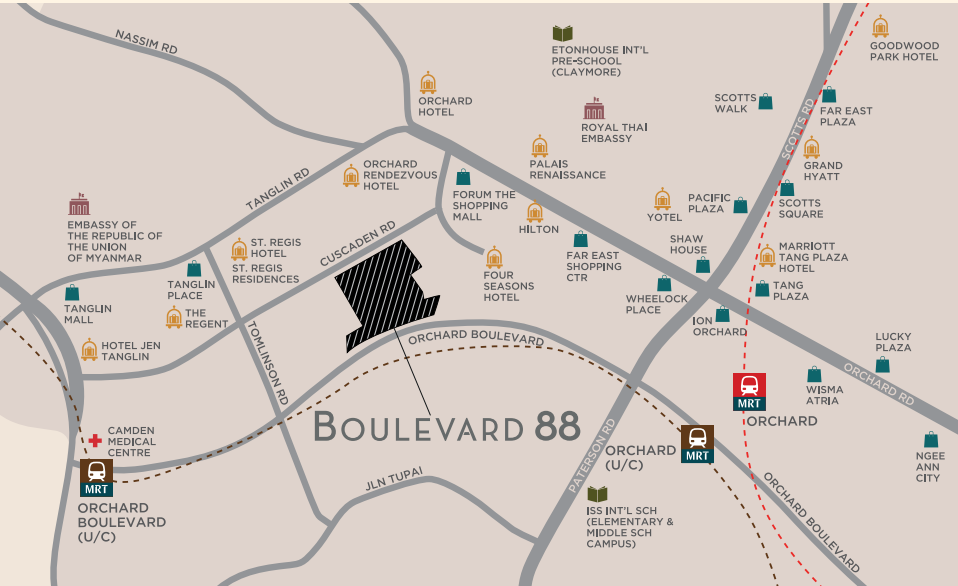 NASSIM RD
ETONHOUSE INT'L
PRE-SCHOOL
(CLAYMORE)
GOODWOOD
PARK HOTEL
ORCHARD
HOTEL
SCOTTS
WALK
FAR EAST
PLAZA
ROYAL THAI
EMBASSY
SCOTTS RD
ORCHARD
RENDEZVOUS
HOTEL
PALAIS
RENAISSANCE
GRAND
HYATT
TANGLIN RD
FORUM THE
SHOPPING
MALL
YOTEL
PACIFIC
PLAZA
SCOTTS
SQUARE
EMBASSY OF
THE REPUBLIC OF
THE UNION
OF MYANMAR
CUSCADEN RD
HILTON
ST. REGIS
HOTEL
ST. REGIS
RESIDENCES
SHAW
HOUSE
MARRIOTT
TANG PLAZA
HOTEL
FAR EAST
SHOPPING
CTR
FOUR
SEASONS
HOTEL
TANGLIN
PLACE
TANG
PLAZA
TANGLIN
MALL
THE
REGENT
WHEELOCK
PLACE
ION
ORCHARD
HOTEL JEN
TANGLIN
TOMLINSON RD
ORCHARD BOULEVARD
LUCKY
PLAZA
ORCHARD RD
WISMA
ATRIA
MRT
ORCHARD
BOULEVARD 88
CAMDEN
MEDICAL
CENTRE
PATERSON RD
ORCHARD
(U/C)
MRT
NGEE
ANN
CITY
MRT
ORCHARD
BOULEVARD
(U/C)
JLN TUPAI
ISS INT'L SCH
(ELEMENTARY &
MIDDLE SCH
CAMPUS)
ORCHARD BOULEVARD